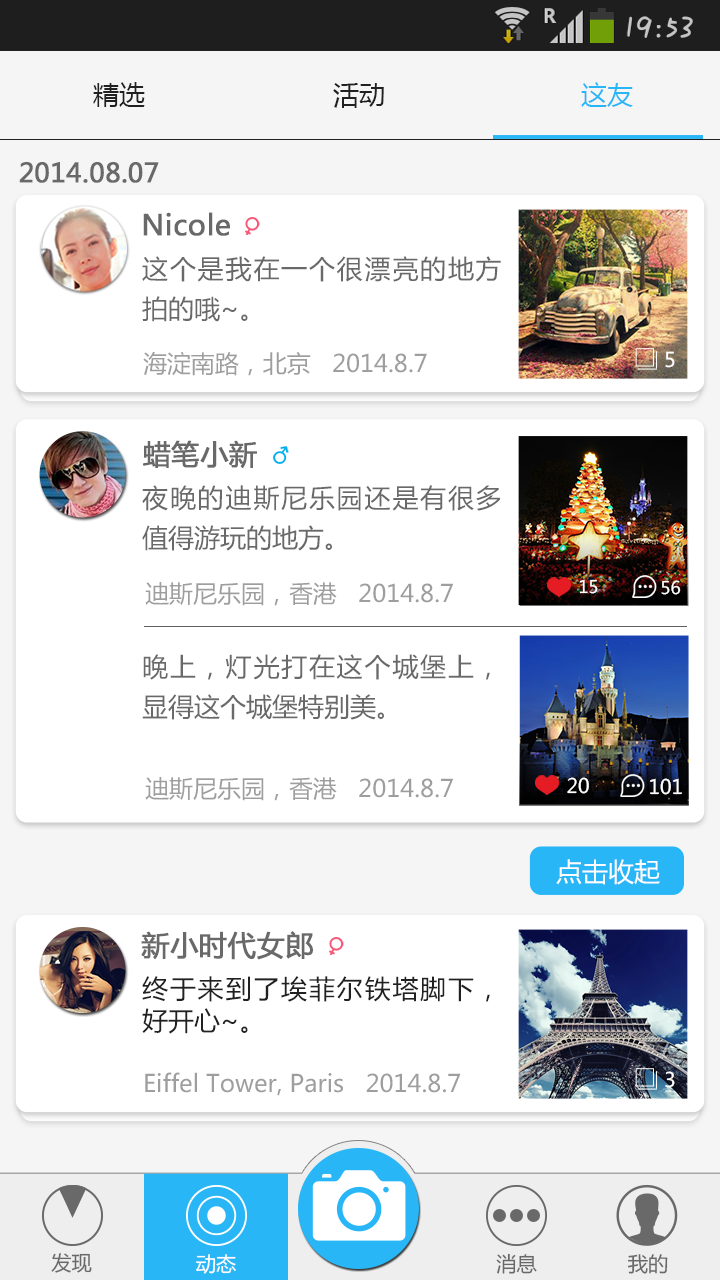 R 19:53
精选 活动 这友
2014.08.07
Nicole
这个是我在一个很漂亮的地方
拍的哦~。
海淀南路，北京 2014.8.7
5
蜡笔小新
夜晚的迪斯尼乐园还是有很多
值得游玩的地方。
15 56
迪斯尼乐园，香港 2014.8.7
晚上，灯光打在这个城堡上，
显得这个城堡特别美。
20 101
迪斯尼乐园，香港 2014.8.7
点击收起
新小时代女郎
终于来到了埃菲尔铁塔脚下，
好开心~。
Eiffel Tower, Paris 2014.8.7
3
发现 动态 消息 我的